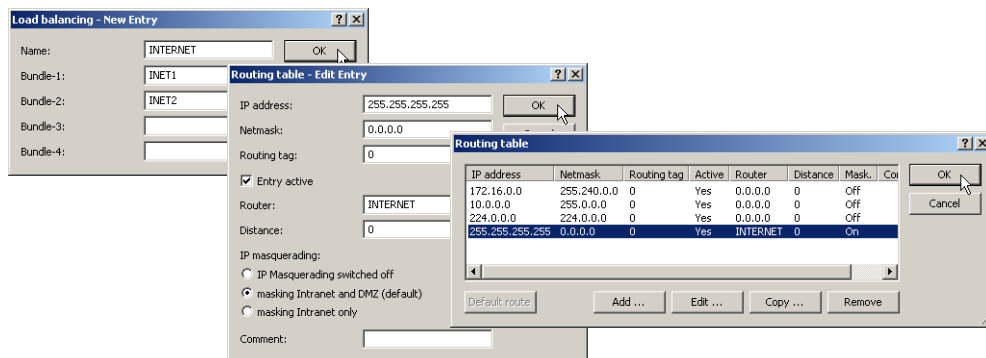 Load balancing - New Entry
Name: INTERNET OK
Bundle-1: INET1
Bundle-2: INET2
Bundle-3:
Bundle-4:
Routing table - Edit Entry
IP address: 255.255.255.255 OK
Netmask: 0.0.0.0
Routing tag: 0
Entry active
Router: INTERNET
Distance: 0
IP masquerading:
IP Masquerading switched off
masking Intranet and DMZ (default)
masking Intranet only
Comment:
Routing table
IP address Netmask Routing tag Active Router Distance Mask. Co
172.16.0.0 255.240.0.0 0 Yes 0.0.0.0 0 Off
10.0.0.0 255.0.0.0 0 Yes 0.0.0.0 0 Off
224.0.0.0 224.0.0.0 0 Yes 0.0.0.0 0 Off
255.255.255.255 0.0.0.0 0 Yes INTERNET 0 On
OK
Cancel
Default route Add ... Edit ... Copy ... Remove